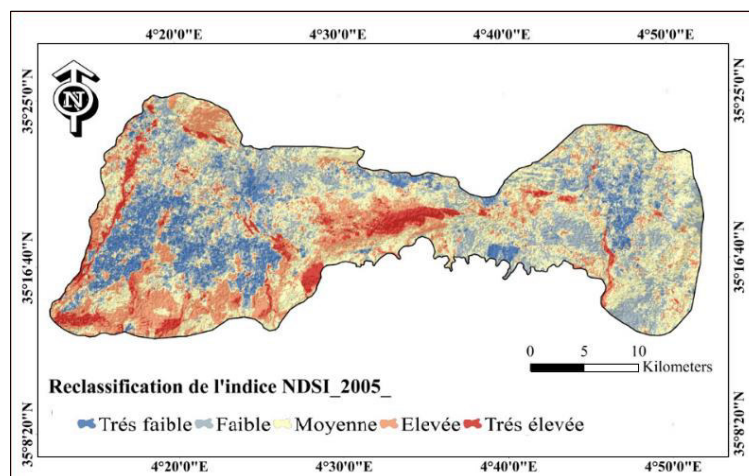 4°20'0"E 4°30'0"E 4°40'0"E 4°50'0"E
35°25'0"N 35°25'0"N
N
35°16'40"N 35°16'40"N
0 5 10
Kilometers
Reclassification de l'indice NDSI_2005_
Trés faible Faible Moyenne Elevée Trés élevée
35°8'20"N 35°8'20"N
4°20'0"E 4°30'0"E 4°40'0"E 4°50'0"E